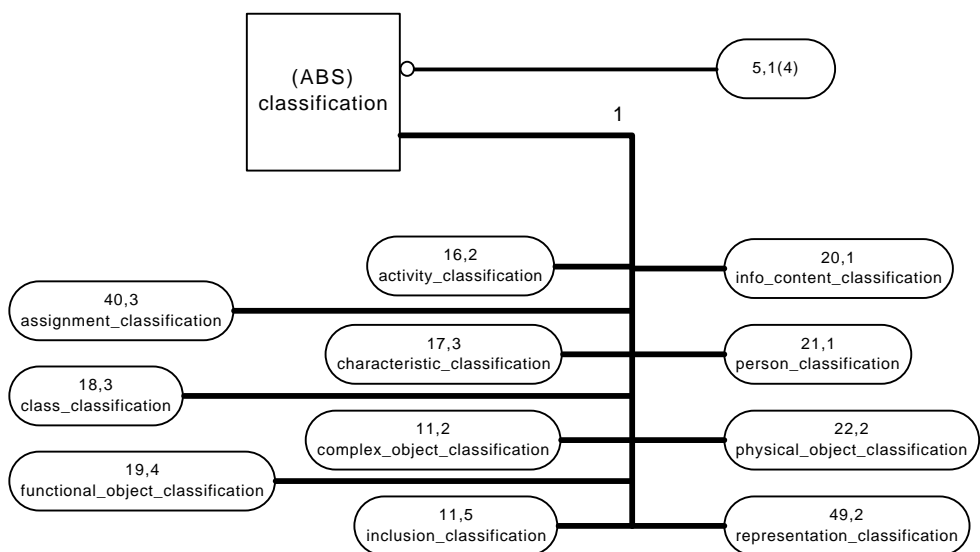 (ABS)
classification
5,1(4)
1
16,2
activity_classification
20,1
info_content_classification
40,3
assignment_classification
17,3
characteristic_classification
21,1
person_classification
18,3
class_classification
11,2
complex_object_classification
22,2
physical_object_classification
19,4
functional_object_classification
11,5
inclusion_classification
49,2
representation_classification